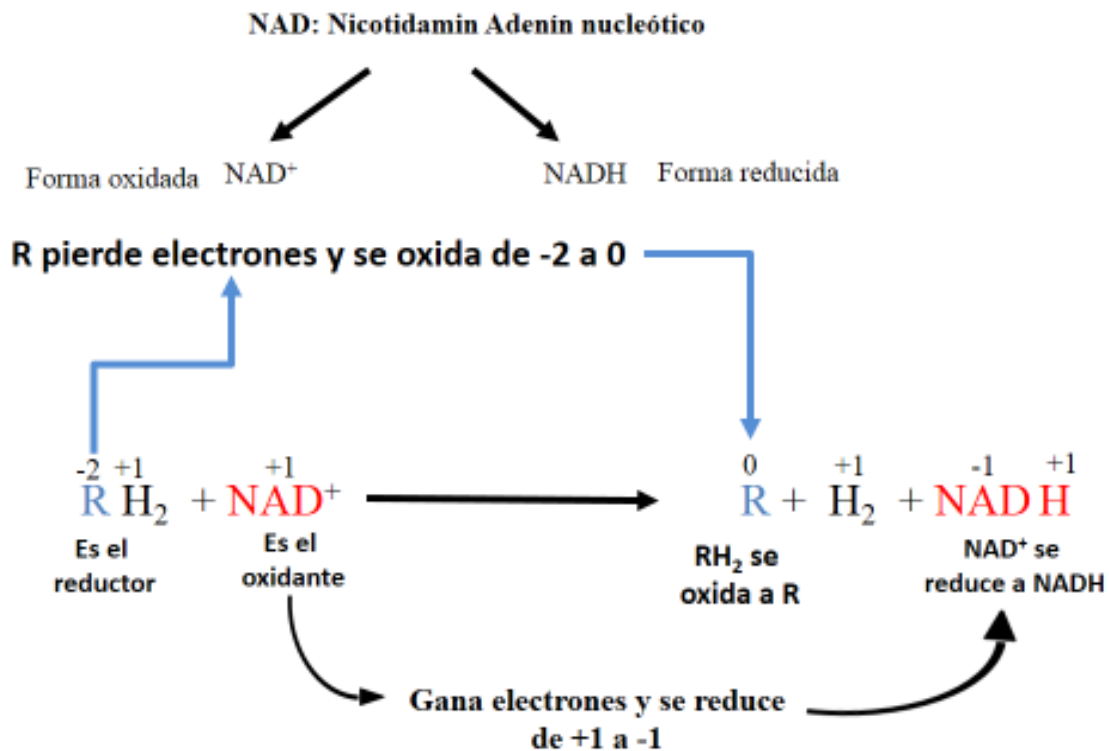 NAD: Nicotidamin Adenín nucleótico
Forma oxidada NAD⁺ NADH Forma reducida
R pierde electrones y se oxida de -2 a 0
-2 +1 +1 0 +1 -1 +1
R H₂ + NAD⁺ R + H₂ + NAD H
Es el
reductor
Es el
oxidante
RH₂ se
oxida a R
NAD⁺ se
reduce a NADH
Gana electrones y se reduce
de +1 a -1